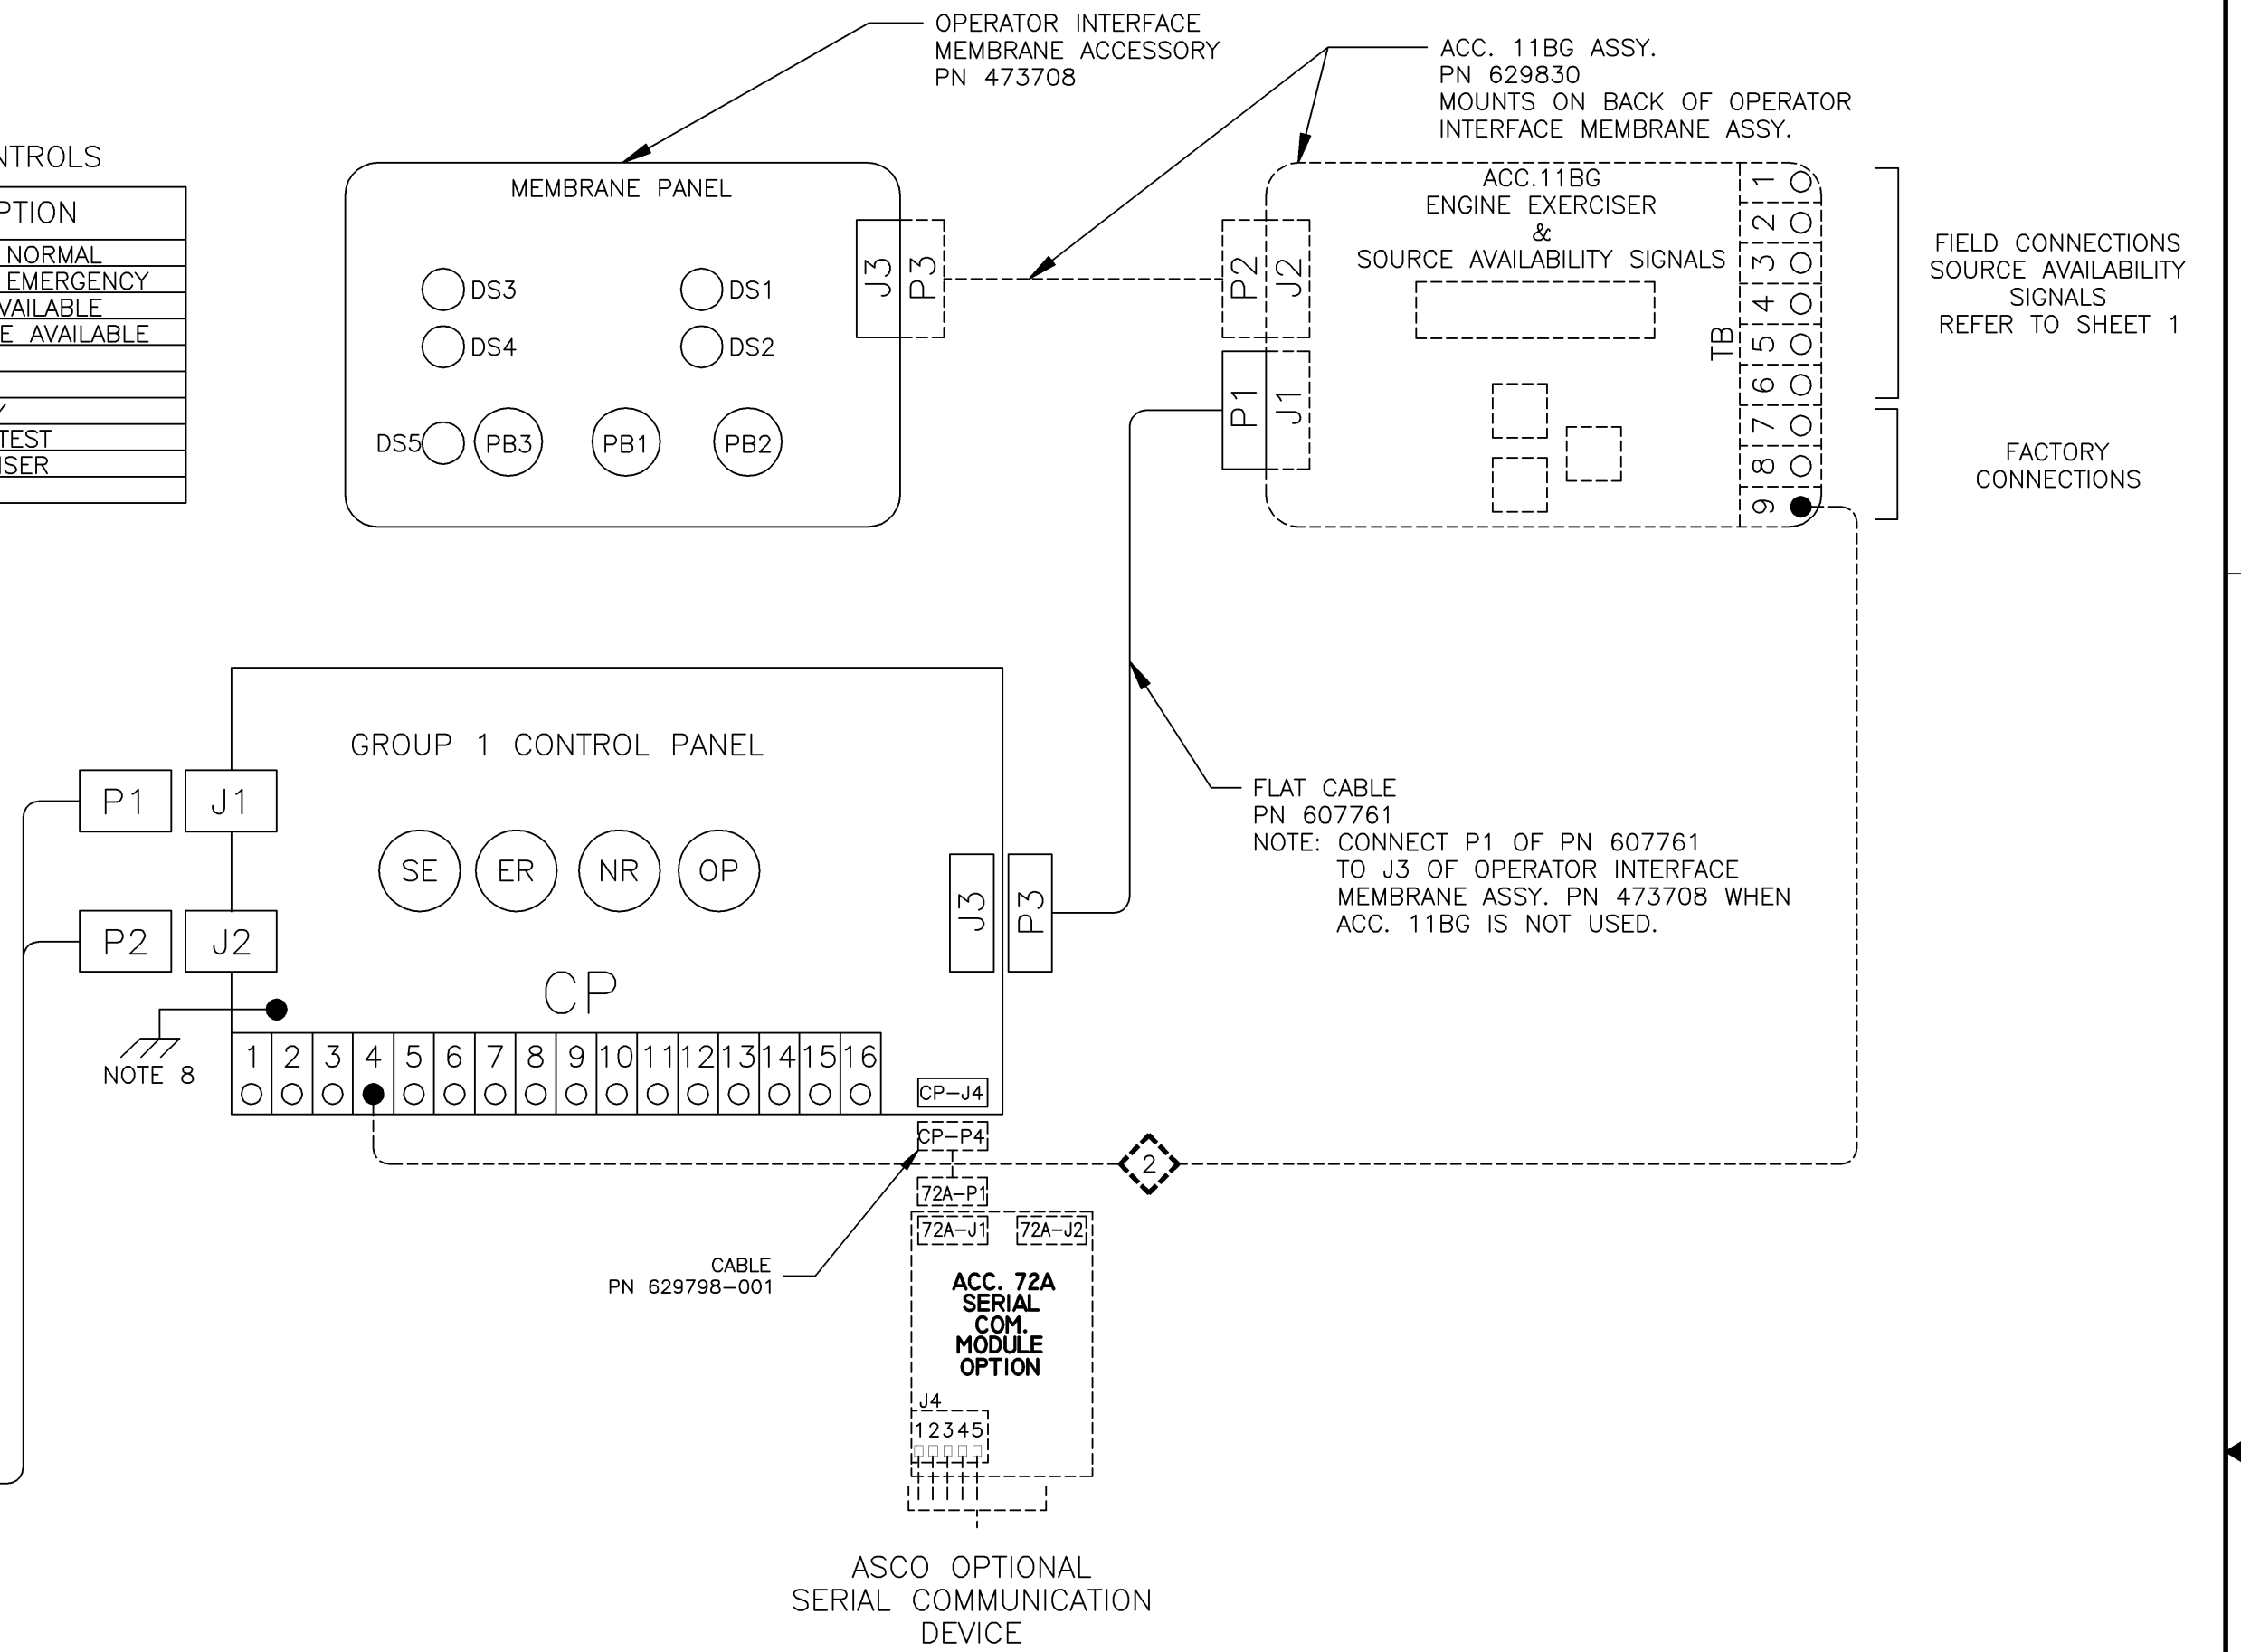 OPERATOR INTERFACE
MEMBRANE ACCESSORY
PN 473708
ACC. 11BG ASSY.
PN 629830
MOUNTS ON BACK OF OPERATOR
INTERFACE MEMBRANE ASSY.
NTROLS
PTION
NORMAL
EMERGENCY
VAILABLE
E AVAILABLE
Y
TEST
ISER
MEMBRANE PANEL
DS3
DS1
DS4
DS2
DS5
PB3
PB1
PB2
J3
P3
P2
J2
P1
J1
ACC.11BG
ENGINE EXERCISER
&
SOURCE AVAILABILITY SIGNALS
TB
1
2
3
4
5
6
7
8
9
FIELD CONNECTIONS
SOURCE AVAILABILITY
SIGNALS
REFER TO SHEET 1
FACTORY
CONNECTIONS
GROUP 1 CONTROL PANEL
P1
J1
SE
ER
NR
OP
P2
J2
J3
P3
CP
NOTE 8
1 2 3 4 5 6 7 8 9 10 11 12 13 14 15 16
CP-J4
CP-P4
FLAT CABLE
PN 607761
NOTE: CONNECT P1 OF PN 607761
TO J3 OF OPERATOR INTERFACE
MEMBRANE ASSY. PN 473708 WHEN
ACC. 11BG IS NOT USED.
2
72A-P1
72A-J1
72A-J2
CABLE
PN 629798-001
ACC. 72A
SERIAL
COM.
MODULE
OPTION
J4
12345
ASCO OPTIONAL
SERIAL COMMUNICATION
DEVICE